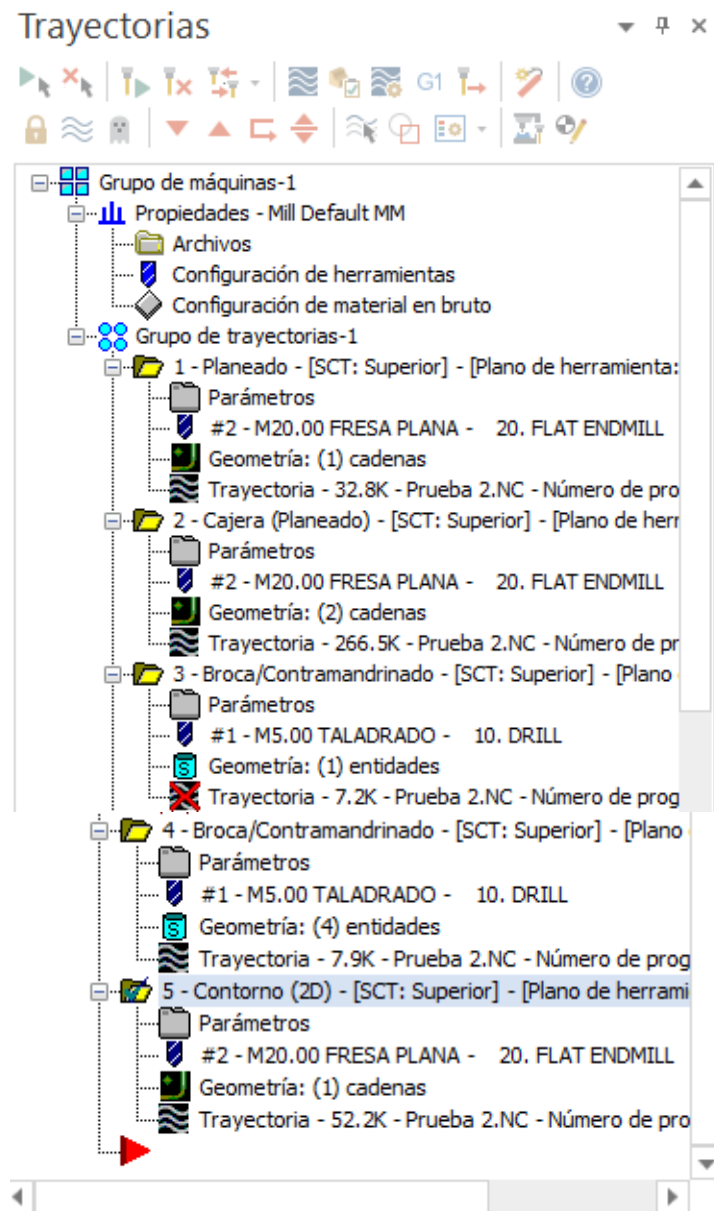 Trayectorias
G1
Grupo de máquinas-1
Propiedades - Mill Default MM
Archivos
Configuración de herramientas
Configuración de material en bruto
Grupo de trayectorias-1
1 - Planeado - [SCT: Superior] - [Plano de herramienta:
Parámetros
#2 - M20.00 FRESA PLANA - 20. FLAT ENDMILL
Geometría: (1) cadenas
Trayectoria - 32.8K - Prueba 2.NC - Número de pro
2 - Cajera (Planeado) - [SCT: Superior] - [Plano de herr
Parámetros
#2 - M20.00 FRESA PLANA - 20. FLAT ENDMILL
Geometría: (2) cadenas
Trayectoria - 266.5K - Prueba 2.NC - Número de pr
3 - Broca/Contramandrinado - [SCT: Superior] - [Plano
Parámetros
#1 - M5.00 TALADRADO - 10. DRILL
Geometría: (1) entidades
Trayectoria - 7.2K - Prueba 2.NC - Número de prog
4 - Broca/Contramandrinado - [SCT: Superior] - [Plano
Parámetros
#1 - M5.00 TALADRADO - 10. DRILL
Geometría: (4) entidades
Trayectoria - 7.9K - Prueba 2.NC - Número de prog
5 - Contorno (2D) - [SCT: Superior] - [Plano de herrami
Parámetros
#2 - M20.00 FRESA PLANA - 20. FLAT ENDMILL
Geometría: (1) cadenas
Trayectoria - 52.2K - Prueba 2.NC - Número de pro